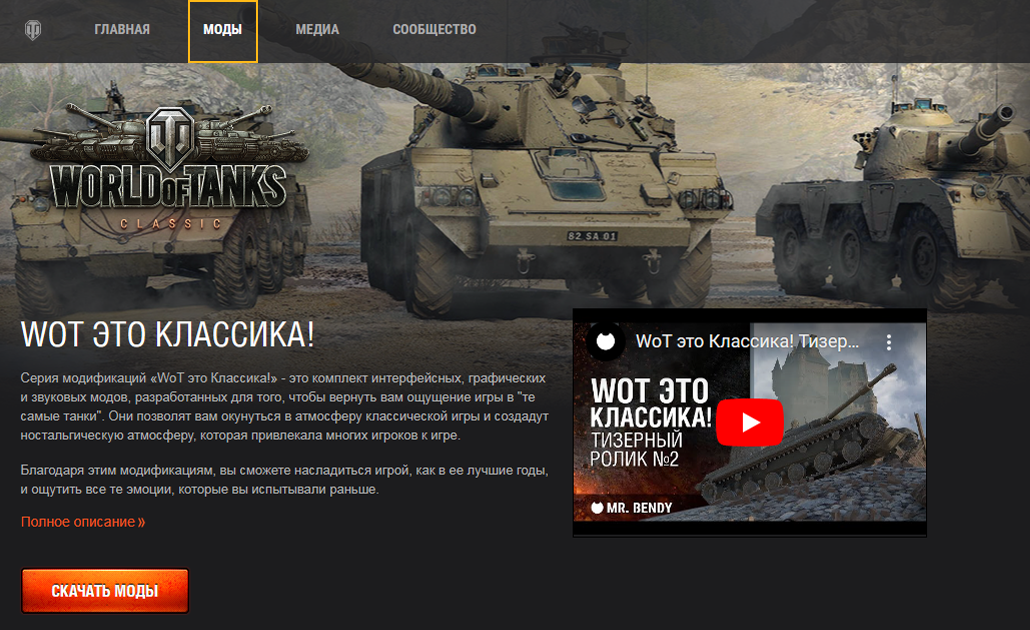 ГЛАВНАЯ
МОДЫ
МЕДИА
СООБЩЕСТВО
WORLD OF TANKS
CLASSIC
82 SA 01
WOT ЭТО КЛАССИКА!
Серия модификаций «WoT это Классика!» - это комплект интерфейсных, графических
и звуковых модов, разработанных для того, чтобы вернуть вам ощущение игры в "те
самые танки". Они позволят вам окунуться в атмосферу классической игры и создадут
ностальгическую атмосферу, которая привлекала многих игроков к игре.
Благодаря этим модификациям, вы сможете насладиться игрой, как в ее лучшие годы,
и ощутить все те эмоции, которые вы испытывали раньше.
Полное описание »
СКАЧАТЬ МОДЫ
WoT это Классика! Тизер...
WOT ЭТО
КЛАССИКА!
ТИЗЕРНЫЙ
РОЛИК №2
MR. BENDY